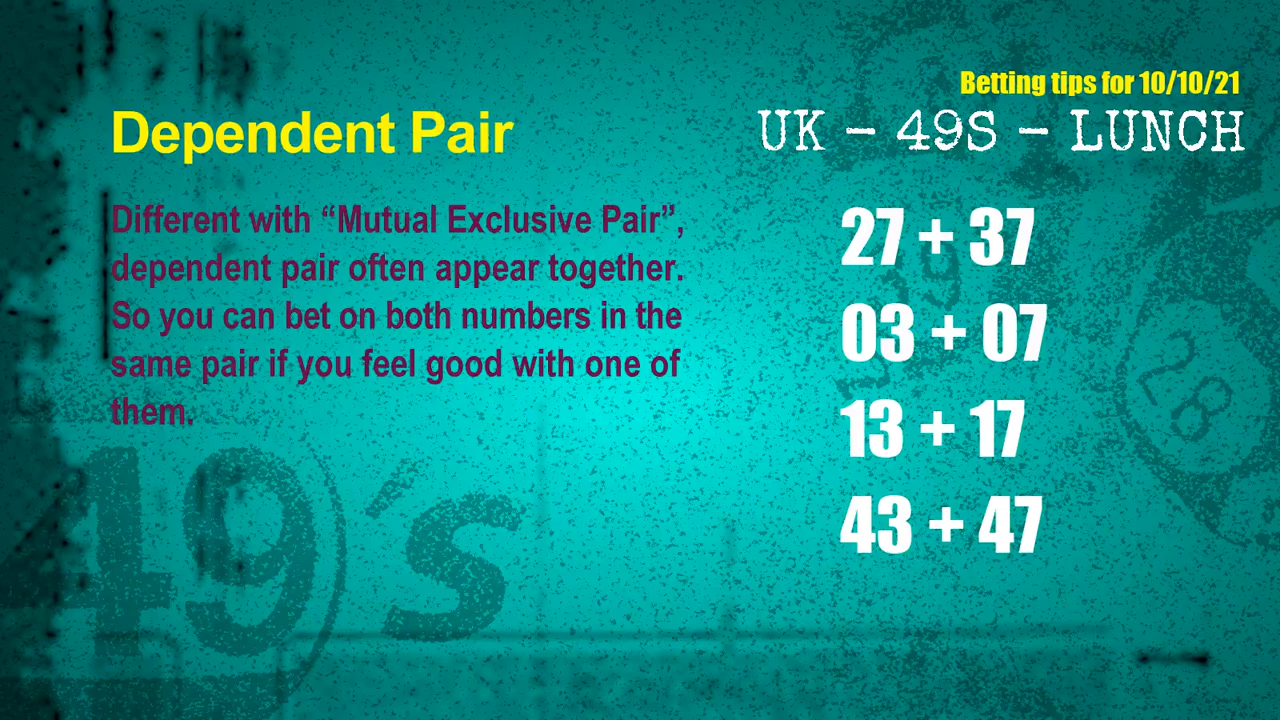 Betting tips for 10/10/21
UK - 49S - LUNCH
Dependent Pair
Different with “Mutual Exclusive Pair”,
dependent pair often appear together.
So you can bet on both numbers in the
same pair if you feel good with one of
them.
27 + 37
03 + 07
13 + 17
43 + 47
49's
28